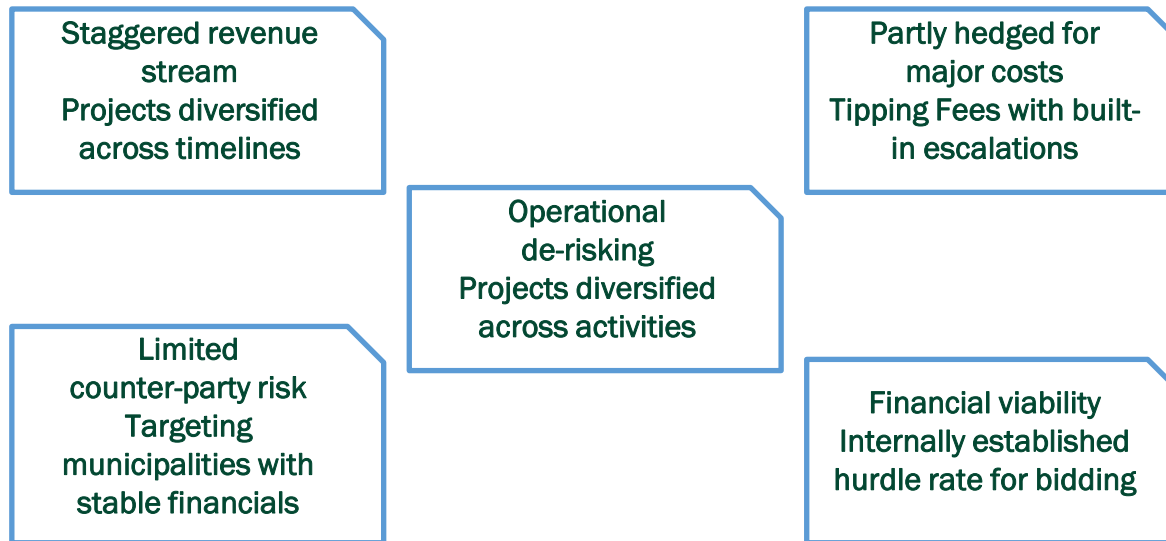 Staggered revenue
stream
Projects diversified
across timelines
Partly hedged for
major costs
Tipping Fees with built-
in escalations
Operational
de-risking
Projects diversified
across activities
Limited
counter-party risk
Targeting
municipalities with
stable financials
Financial viability
Internally established
hurdle rate for bidding